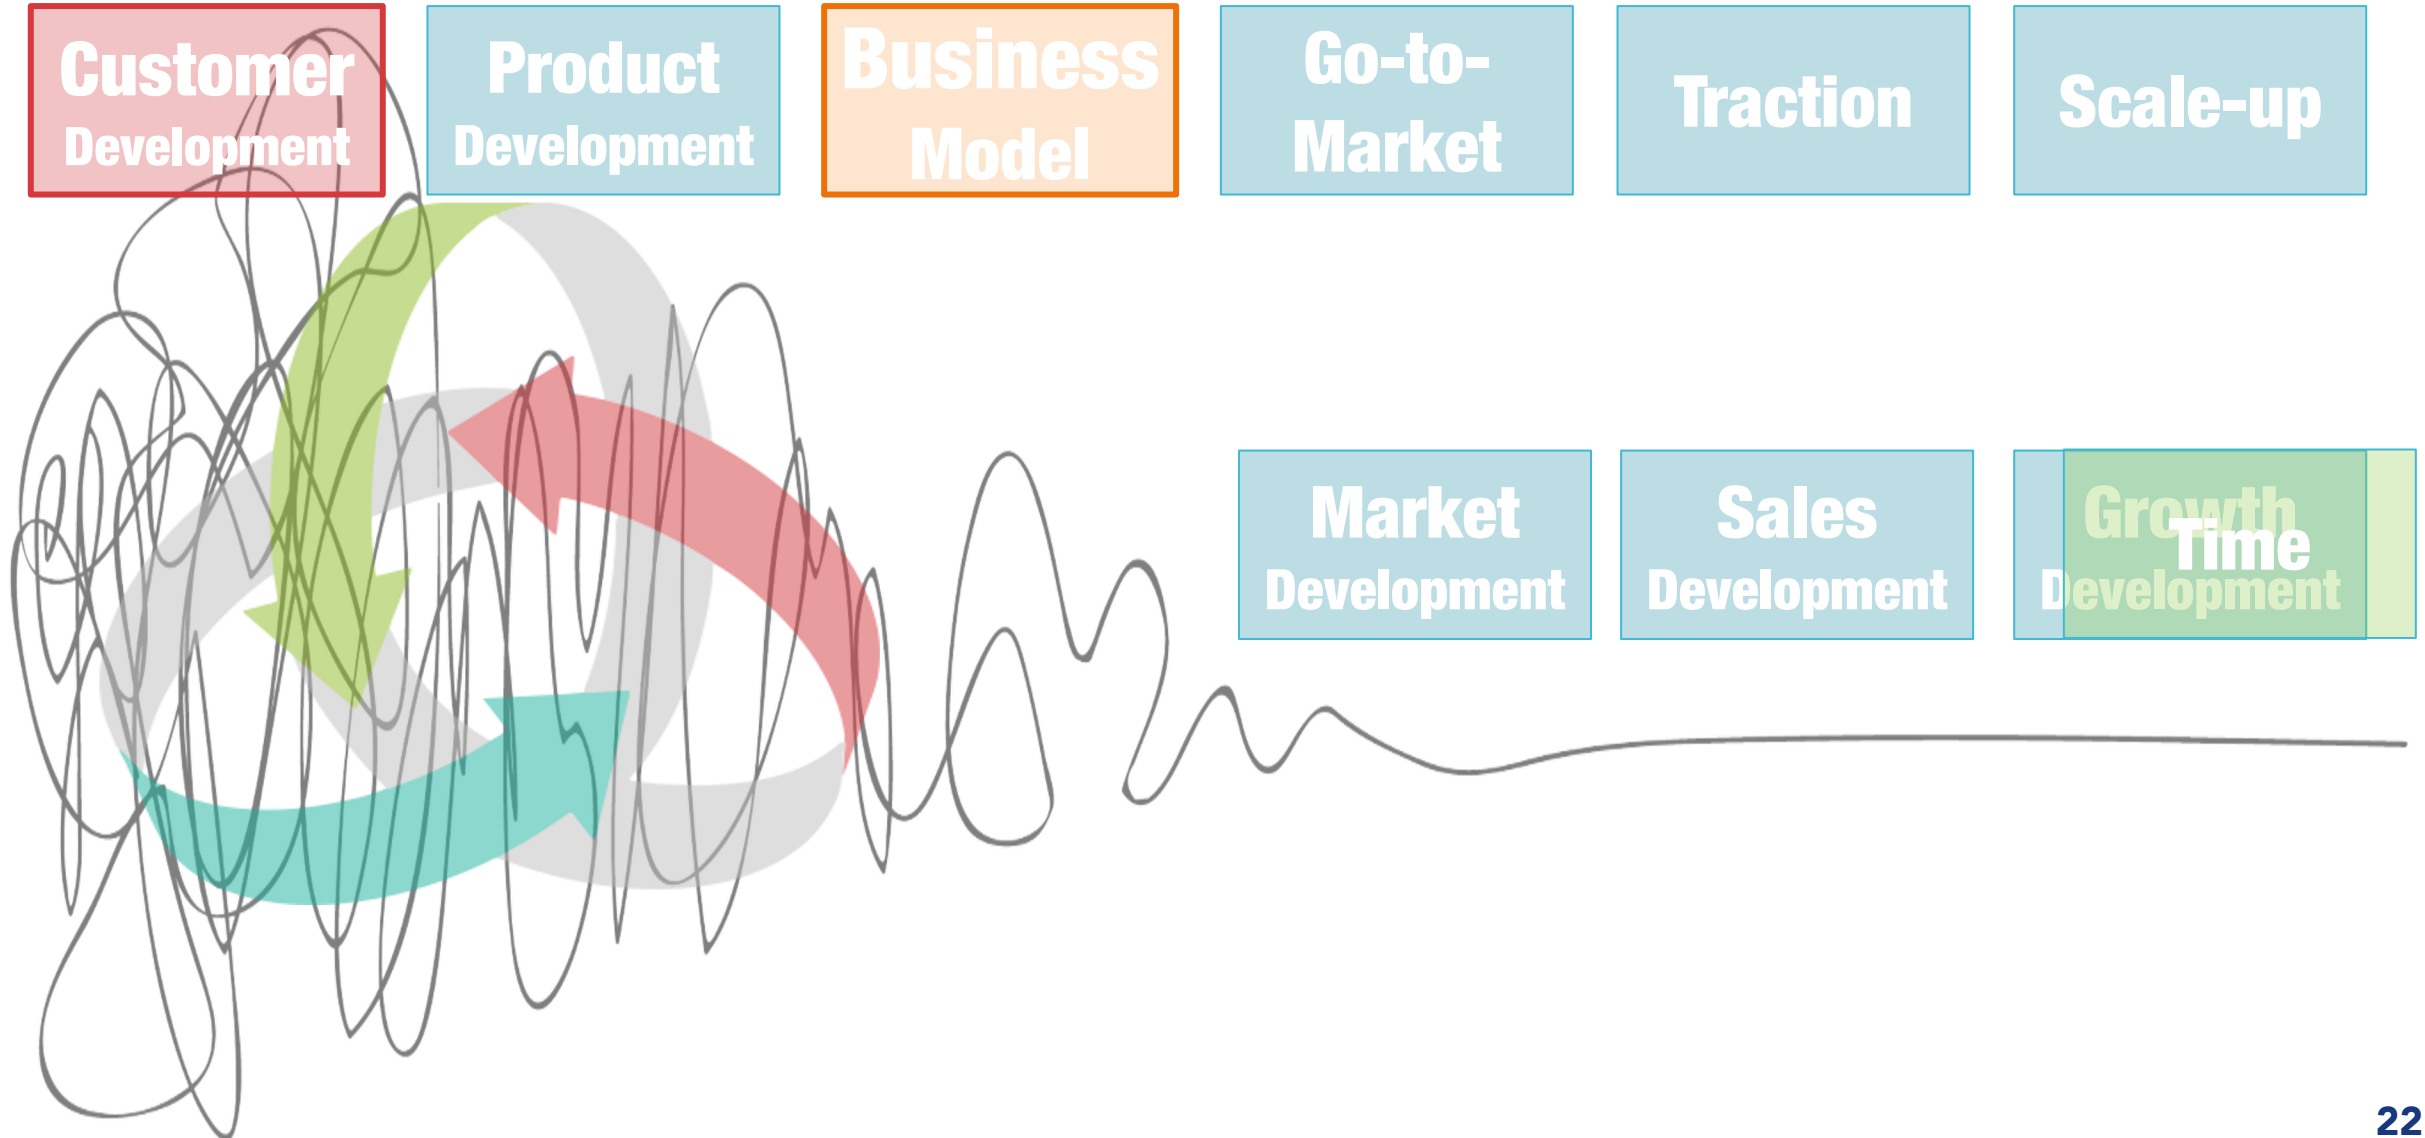 Customer
Development
Product
Development
Business
Model
Go-to-
Market
Traction
Scale-up
Market
Development
Sales
Development
Growth
Development
Time
22